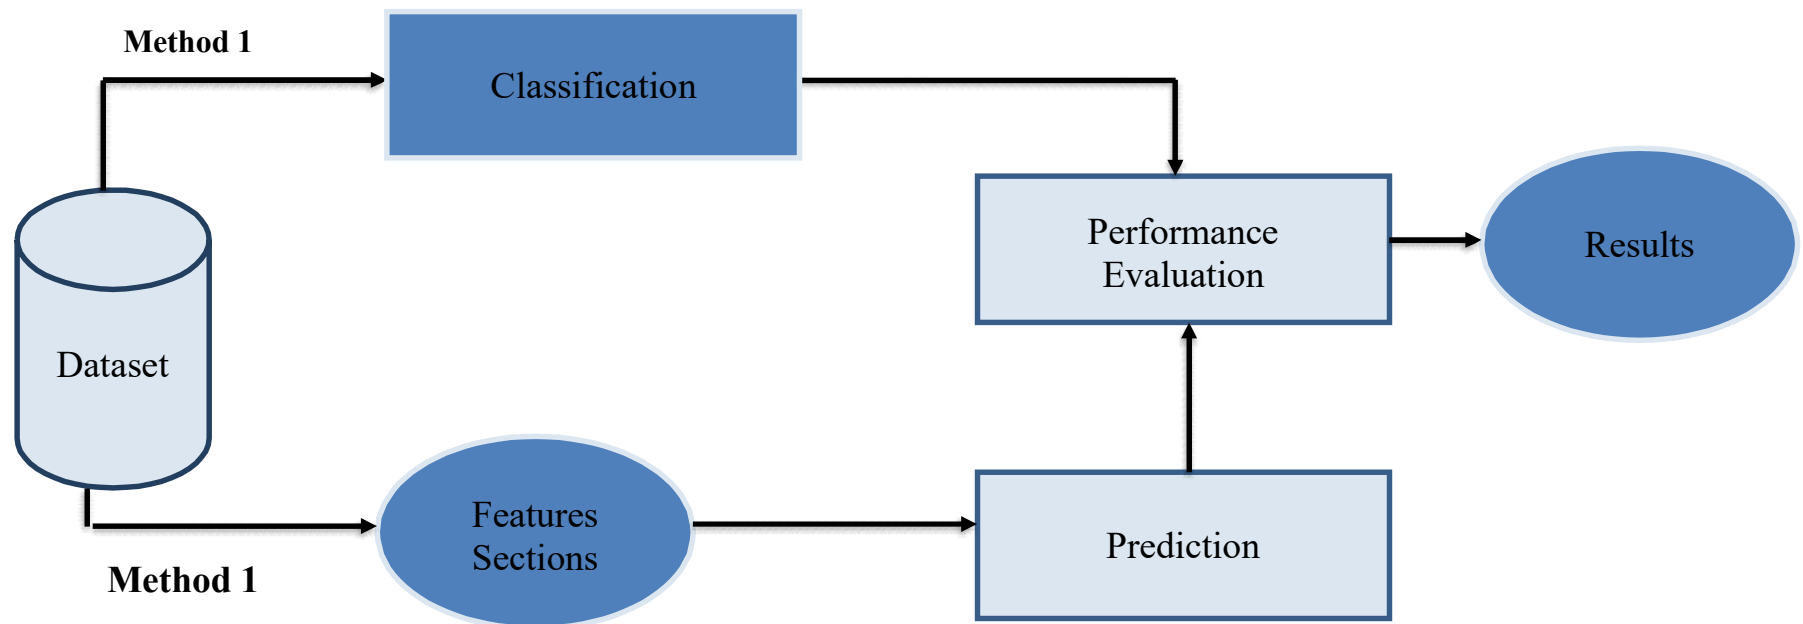 Method 1
Classification
Performance
Evaluation
Results
Dataset
Features
Sections
Prediction
Method 1